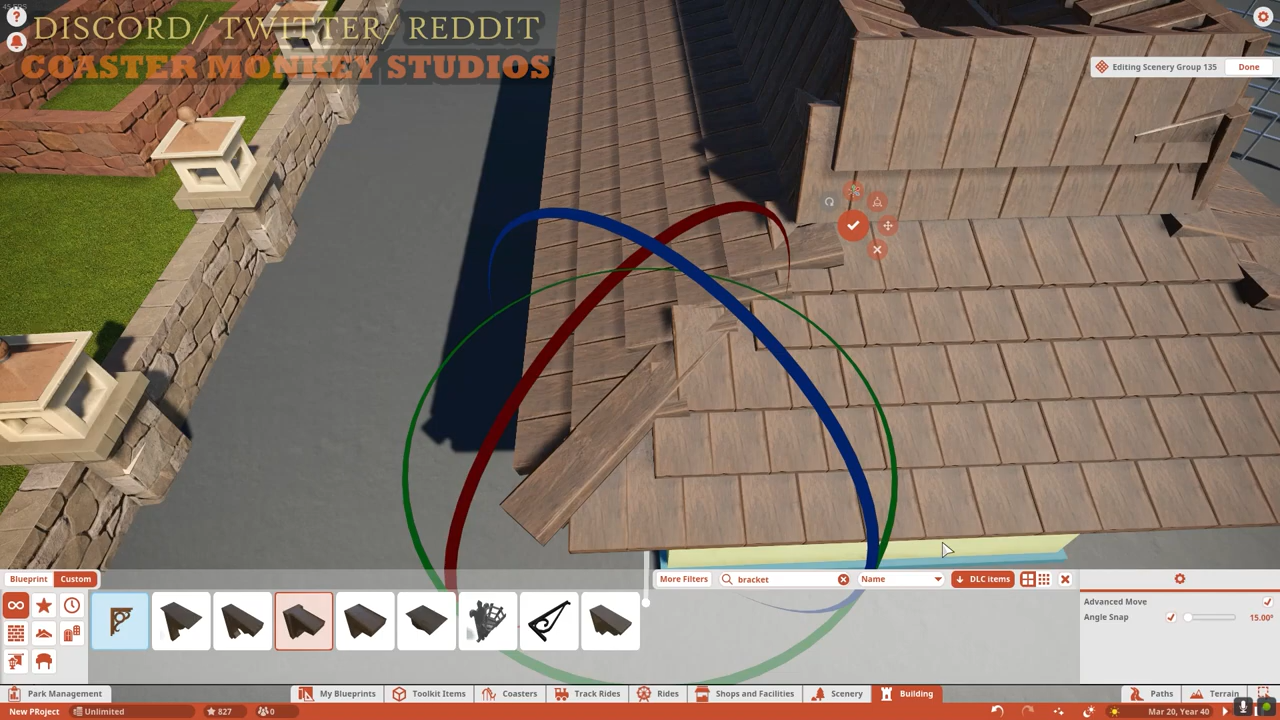 DISCORD/ TWITTER/ REDDIT
COASTER MONKEY STUDIOS
Editing Scenery Group 135
Done
Blueprint
Custom
More Filters
bracket
Name
DLC items
Advanced Move
Angle Snap
15.00°
Park Management
My Blueprints
Toolkit Items
Coasters
Track Rides
Rides
Shops and Facilities
Scenery
Building
Paths
Terrain
New PRoject
Unlimited
827
0
Mar 20, Year 40